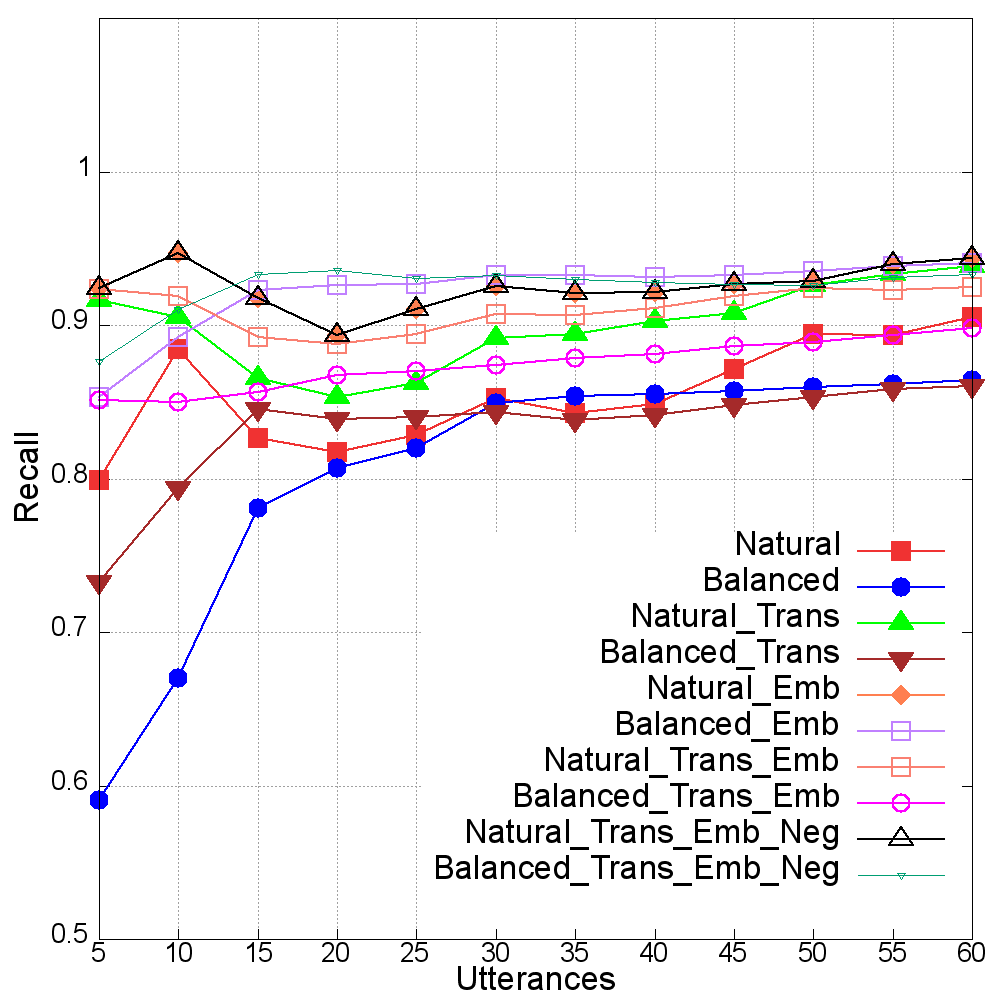 1
0.9
0.8
0.7
0.6
0.5
Recall
Natural
Balanced
Natural_Trans
Balanced_Trans
Natural_Emb
Balanced_Emb
Natural_Trans_Emb
Balanced_Trans_Emb
Natural_Trans_Emb_Neg
Balanced_Trans_Emb_Neg
5 10 15 20 25 30 35 40 45 50 55 60
Utterances